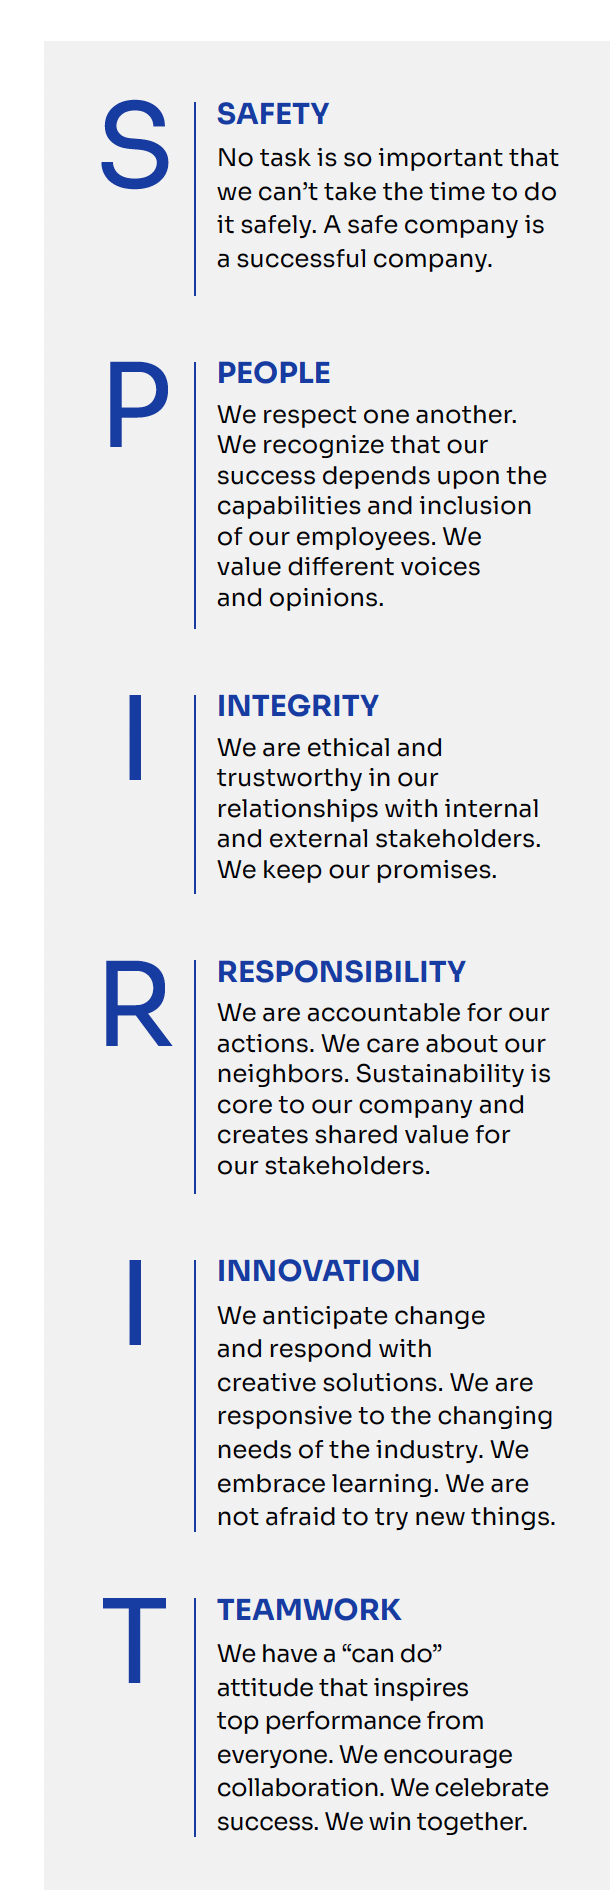 S
SAFETY
No task is so important that
we can’t take the time to do
it safely. A safe company is
a successful company.
P
PEOPLE
We respect one another.
We recognize that our
success depends upon the
capabilities and inclusion
of our employees. We
value different voices
and opinions.
I
INTEGRITY
We are ethical and
trustworthy in our
relationships with internal
and external stakeholders.
We keep our promises.
R
RESPONSIBILITY
We are accountable for our
actions. We care about our
neighbors. Sustainability is
core to our company and
creates shared value for
our stakeholders.
I
INNOVATION
We anticipate change
and respond with
creative solutions. We are
responsive to the changing
needs of the industry. We
embrace learning. We are
not afraid to try new things.
T
TEAMWORK
We have a “can do”
attitude that inspires
top performance from
everyone. We encourage
collaboration. We celebrate
success. We win together.